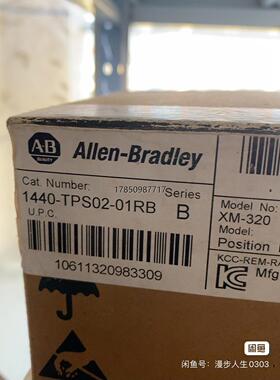 A-B
QUALITY
Allen-Bradley
Cat. Number:
17850987717
Series
1440-TPS02-01RB
B
U.P.C.
10611320983309
Model No:
XM-320
Model:
Position
KCC-REM-RA
Mfg
闲鱼
闲鱼号:漫步人生0303